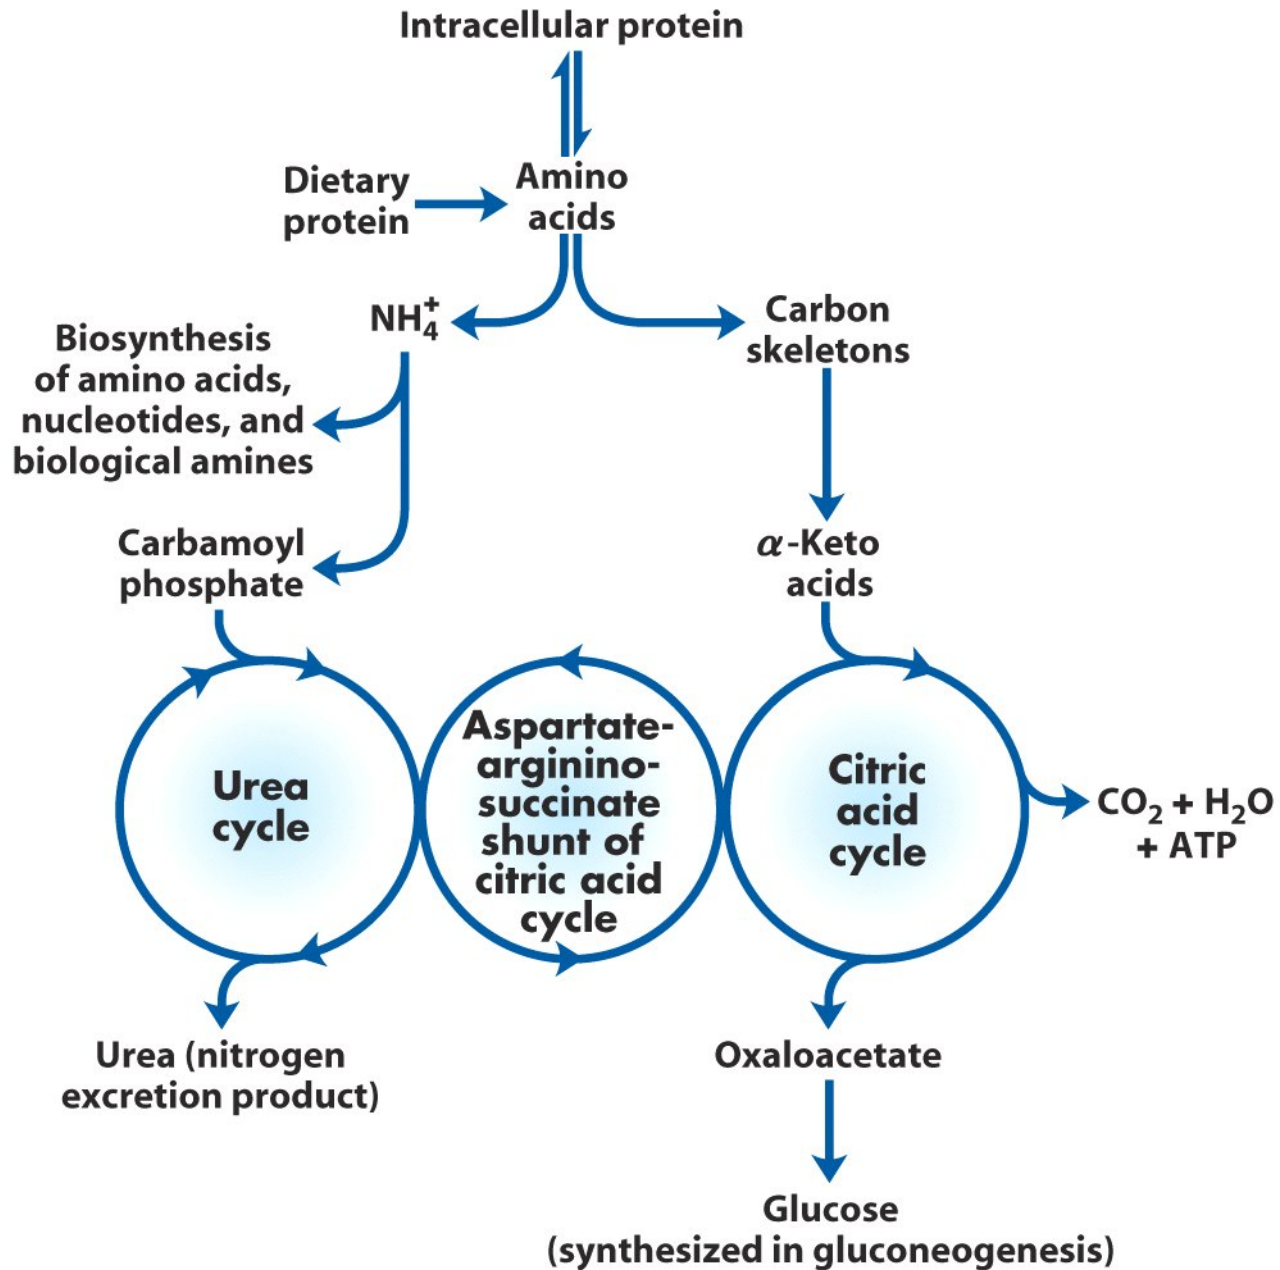 Intracellular protein
Dietary
protein
Amino
acids
NH₄⁺
Carbon
skeletons
Biosynthesis
of amino acids,
nucleotides, and
biological amines
Carbamoyl
phosphate
α-Keto
acids
Urea
cycle
Aspartate-
arginino-
succinate
shunt of
citric acid
cycle
Citric
acid
cycle
CO₂ + H₂O
+ ATP
Urea (nitrogen
excretion product)
Oxaloacetate
Glucose
(synthesized in gluconeogenesis)